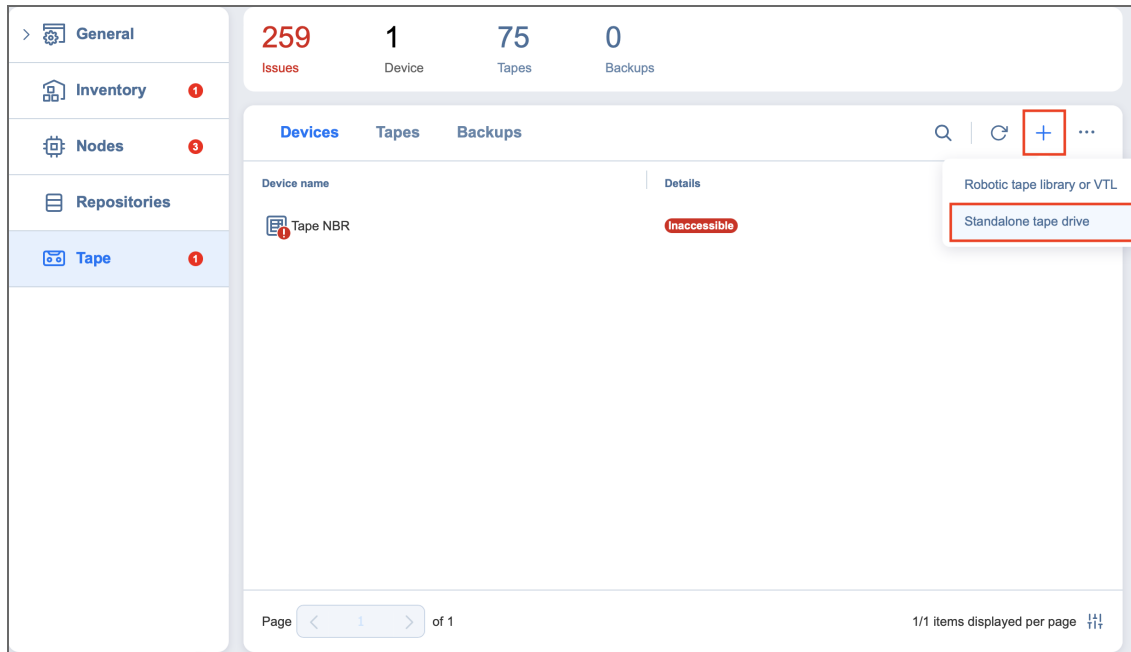 General
Inventory 1
Nodes 3
Repositories
Tape 1
259 1 75 0
Issues Device Tapes Backups
Devices Tapes Backups
Device name Details
Robotic tape library or VTL
Standalone tape drive
Tape NBR Inaccessible
Page 1 of 1
1/1 items displayed per page